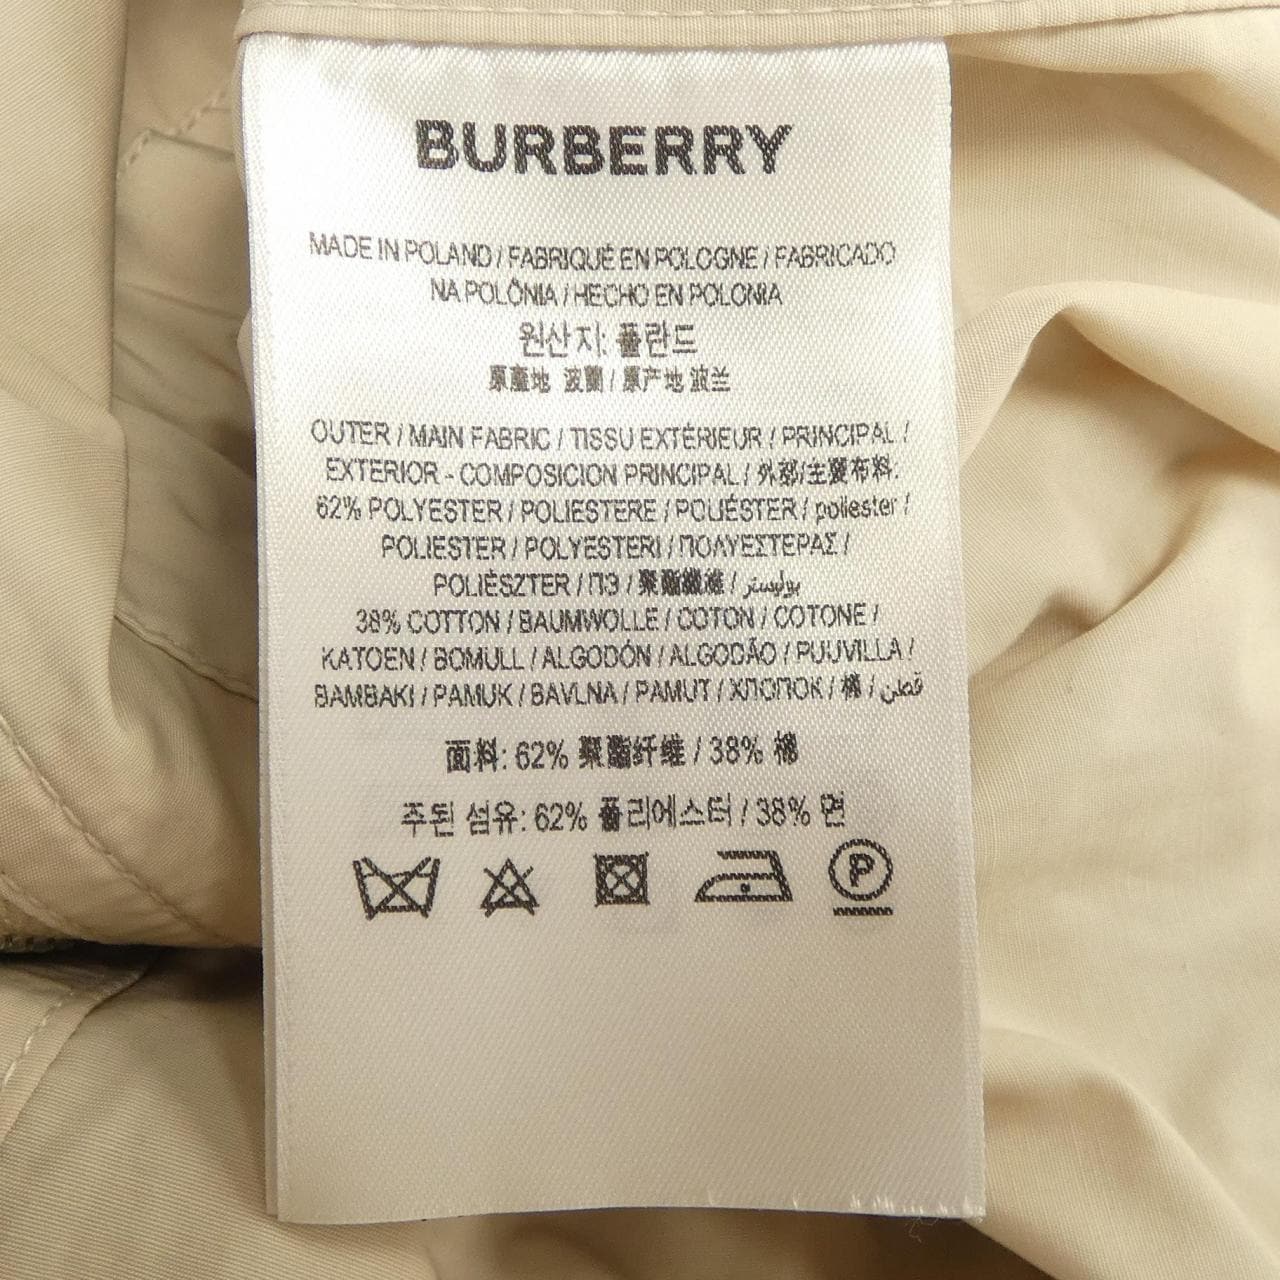 BURBERRY
MADE IN POLAND / FABRIQUÉ EN POLOGNE / FABRICADO
NA POLÔNIA / HECHO EN POLONIA
원산지: 폴란드
原產地 波蘭 / 原产地 波兰
OUTER / MAIN FABRIC / TISSU EXTÉRIEUR / PRINCIPAL /
EXTERIOR - COMPOSICION PRINCIPAL / 外部/主要布料:
62% POLYESTER / POLIESTERE / POLIÉSTER / poliester /
POLIESTER / POLYESTERI / ΠΟΛΥΕΣΤΕΡΑΣ /
POLIÉSZTER / ПЭ / 聚酯纖維 / بوليستر
38% COTTON / BAUMWOLLE / COTON / COTONE /
KATOEN / BOMULL / ALGODÓN / ALGODÃO / PUUVILLA /
BAMBAKI / PAMUK / BAVLNA / PAMUT / ХЛОПОК / 棉 / قطن
面料: 62% 聚酯纤维 / 38% 棉
주된 섬유: 62% 폴리에스터 / 38% 면
P